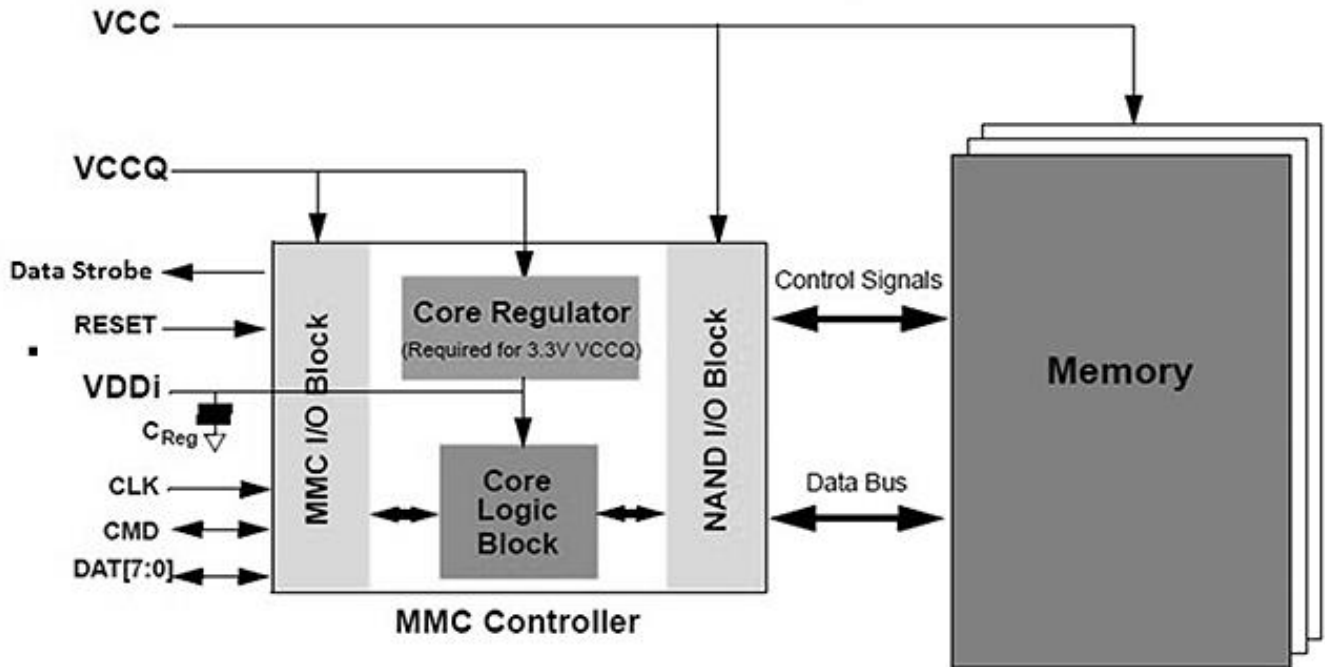 VCC
VCCQ
Data Strobe
RESET
VDDi
CReg
CLK
CMD
DAT[7:0]
MMC I/O Block
Core Regulator
(Required for 3.3V VCCQ)
Core
Logic
Block
NAND I/O Block
MMC Controller
Control Signals
Data Bus
Memory